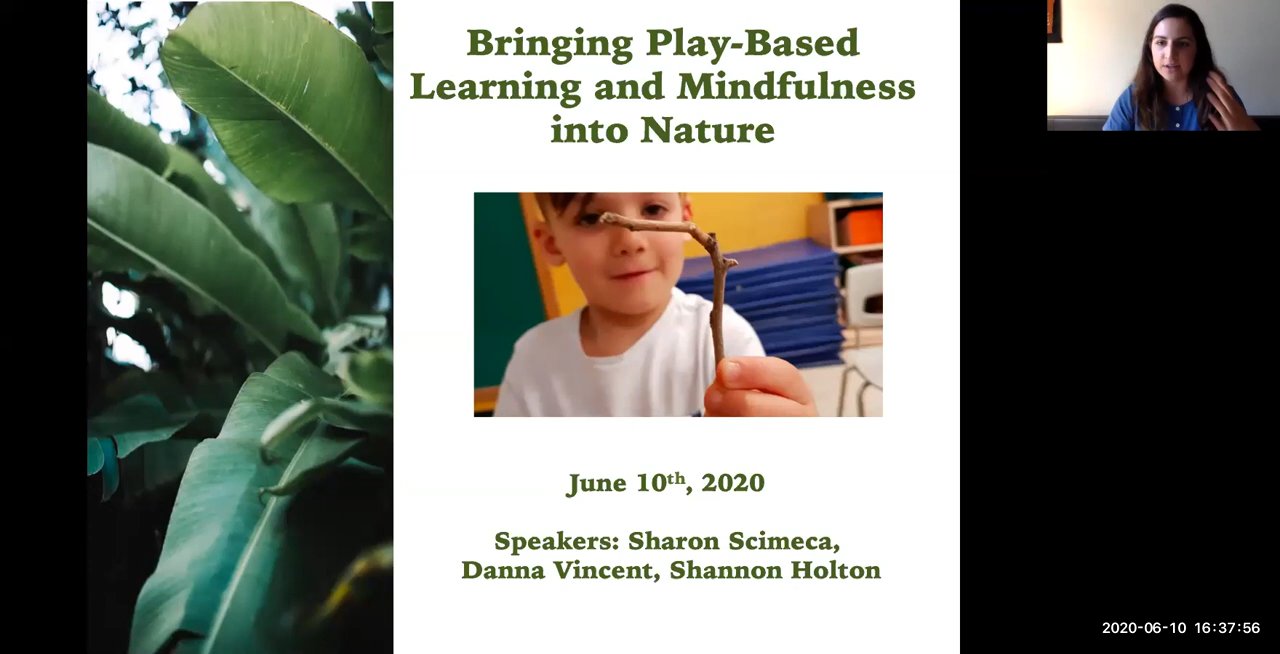 Bringing Play-Based
Learning and Mindfulness
into Nature
June 10th, 2020
Speakers: Sharon Scimeca,
Danna Vincent, Shannon Holton
2020-06-10 16:37:56